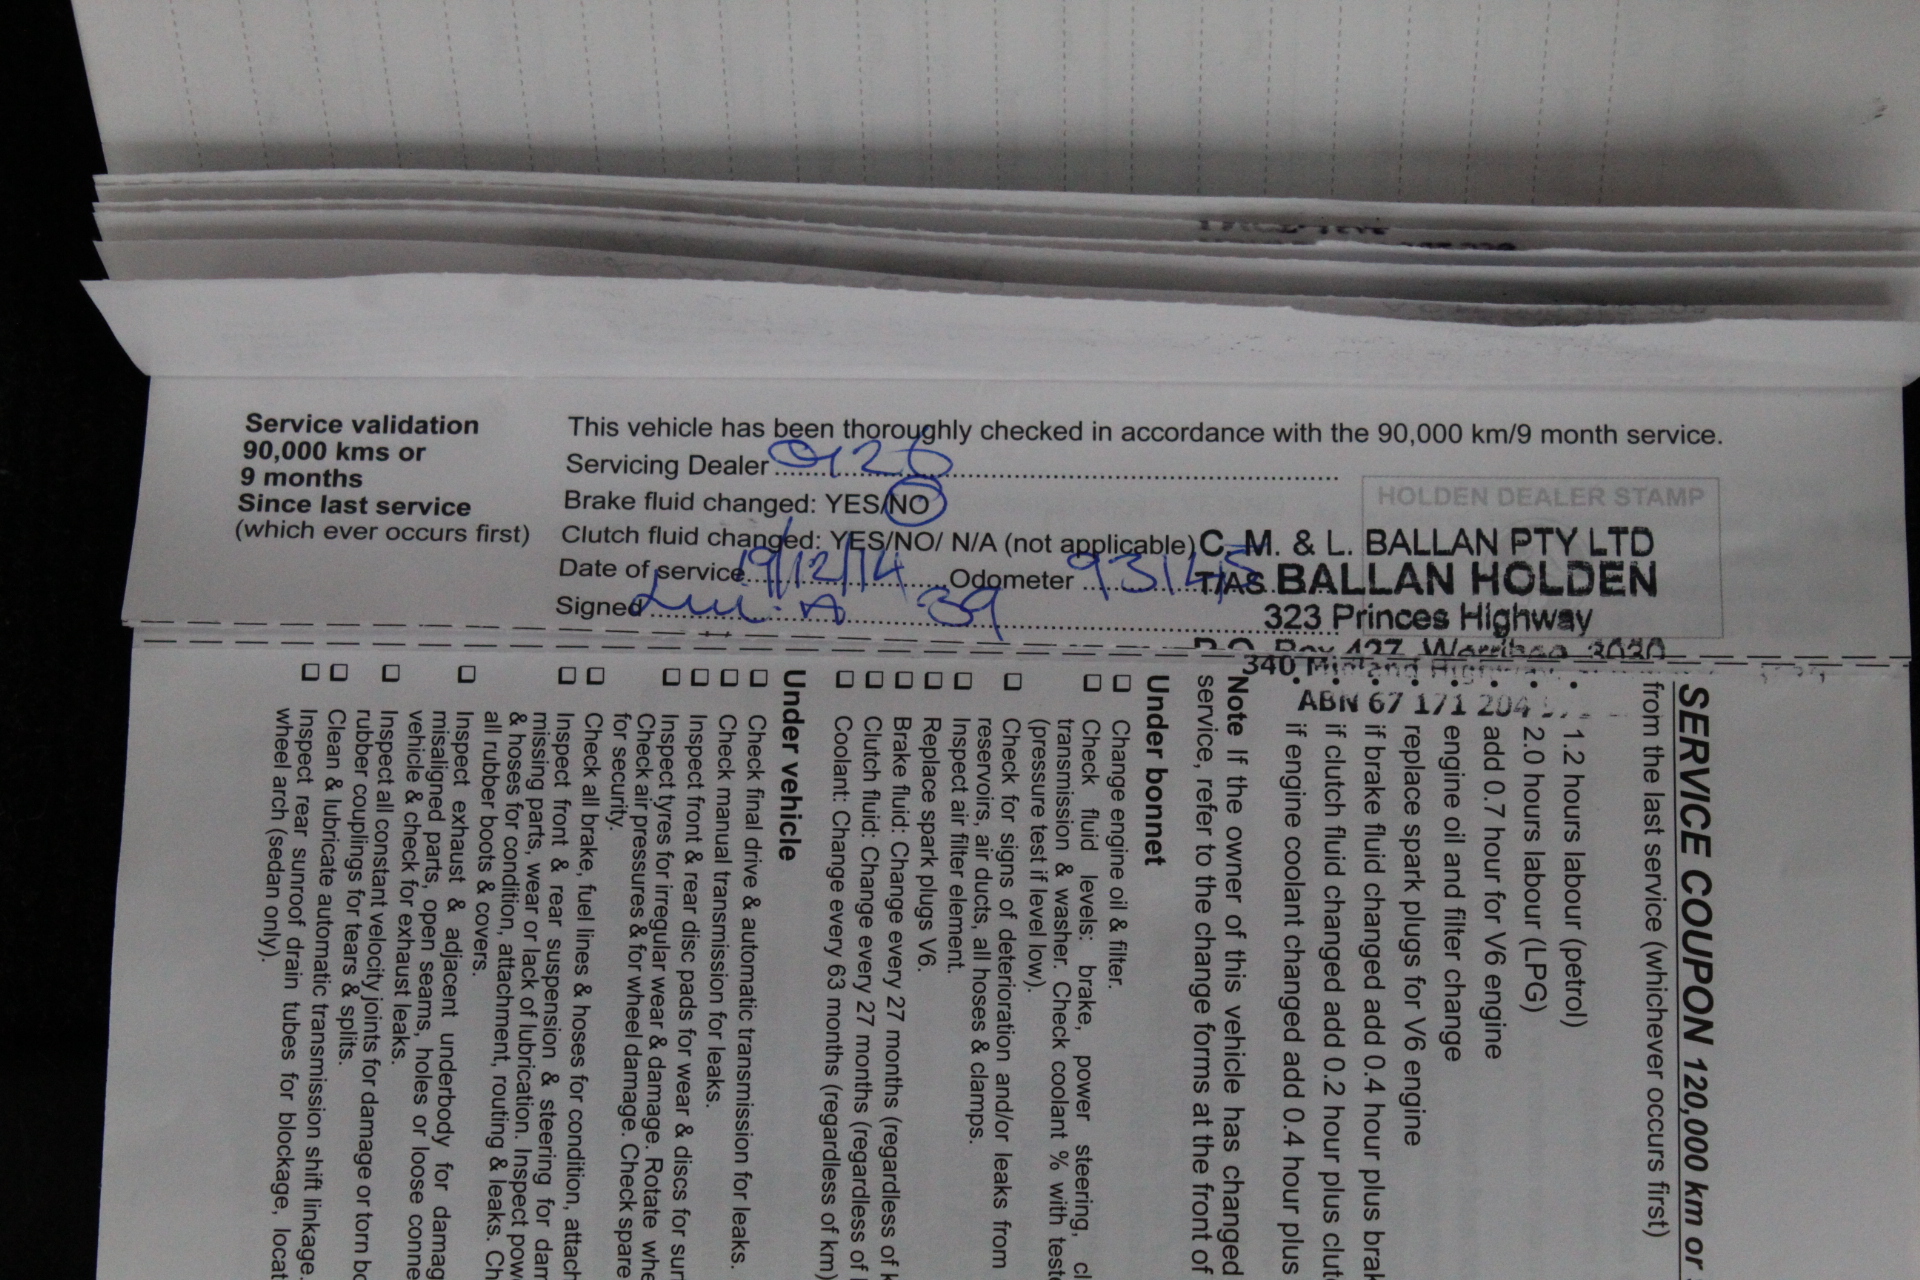 Service validation
90,000 kms or
9 months
Since last service
(which ever occurs first)
This vehicle has been thoroughly checked in accordance with the 90,000 km/9 month service.
Servicing Dealer
Brake fluid changed: YES/NO
Clutch fluid changed: YES/NO/ N/A (not applicable)
Date of service 19/12/14 Odometer 93145
Signed
HOLDEN DEALER STAMP
C. M. & L. BALLAN PTY LTD
T/AS BALLAN HOLDEN
323 Princes Highway
P.O. Box 427, Werribee 3030
ABN 67 171 204
SERVICE COUPON 120,000 km or
from the last service (whichever occurs first)
• 1.2 hours labour (petrol)
• 2.0 hours labour (LPG)
• add 0.7 hour for V6 engine
• engine oil and filter change
• replace spark plugs for V6 engine
• if brake fluid changed add 0.4 hour plus
• if clutch fluid changed add 0.2 hour plus
• if engine coolant changed add 0.4 hour plus
Note If the owner of this vehicle has changed
service, refer to the change forms at the front of
Under bonnet
Change engine oil & filter.
Check fluid levels: brake, power steering,
transmission & washer. Check coolant % with
(pressure test if level low).
Check for signs of deterioration and/or leaks from
reservoirs, air ducts, all hoses & clamps.
Inspect air filter element.
Replace spark plugs V6.
Brake fluid: Change every 27 months (regardless of
Clutch fluid: Change every 27 months (regardless of
Coolant: Change every 63 months (regardless of km)
Under vehicle
Check final drive & automatic transmission for leaks.
Check manual transmission for leaks.
Inspect front & rear disc pads for wear & discs for
Inspect tyres for irregular wear & damage. Rotate
Check air pressures & for wheel damage. Check spare
for security.
Check all brake, fuel lines & hoses for condition,
Inspect front & rear suspension & steering for
missing parts, wear or lack of lubrication. Inspect
& hoses for condition, attachment, routing & leaks.
all rubber boots & covers.
Inspect exhaust & adjacent underbody for
misaligned parts, open seams, holes or loose
vehicle & check for exhaust leaks.
Inspect all constant velocity joints for damage or torn
rubber couplings for tears & splits.
Clean & lubricate automatic transmission shift linkage.
Inspect rear sunroof drain tubes for blockage,
wheel arch (sedan only).